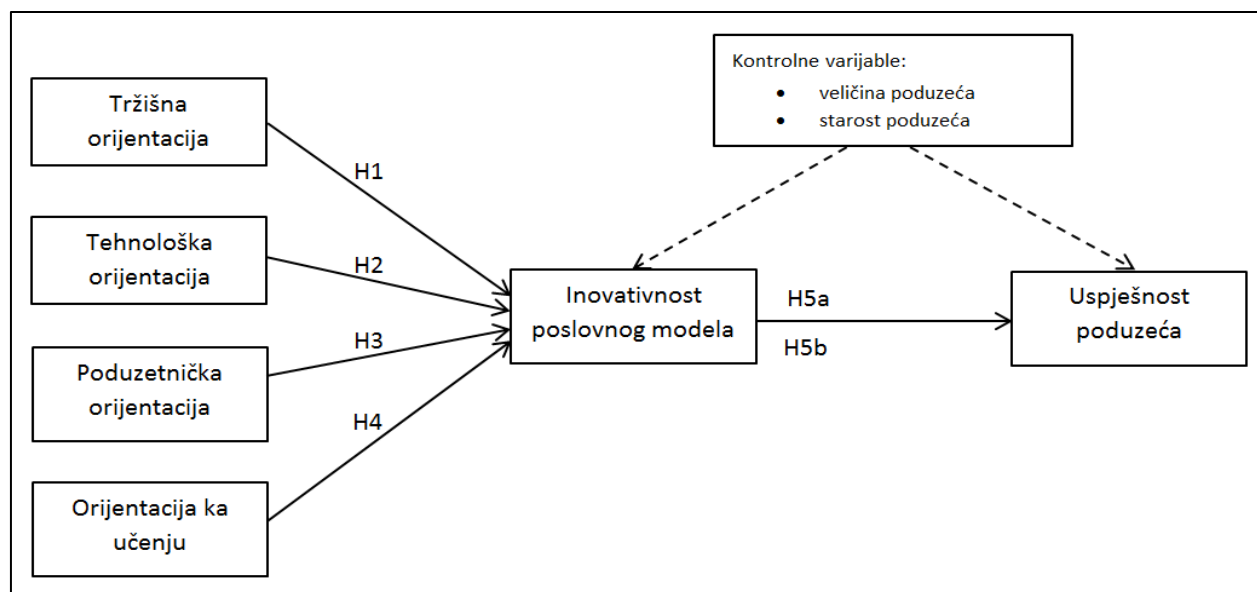 Tržišna
orijentacija
Tehnološka
orijentacija
Poduzetnička
orijentacija
Orijentacija ka
učenju
H1
H2
H3
H4
Inovativnost
poslovnog modela
Kontrolne varijable:
• veličina poduzeća
• starost poduzeća
H5a
H5b
Uspješnost
poduzeća